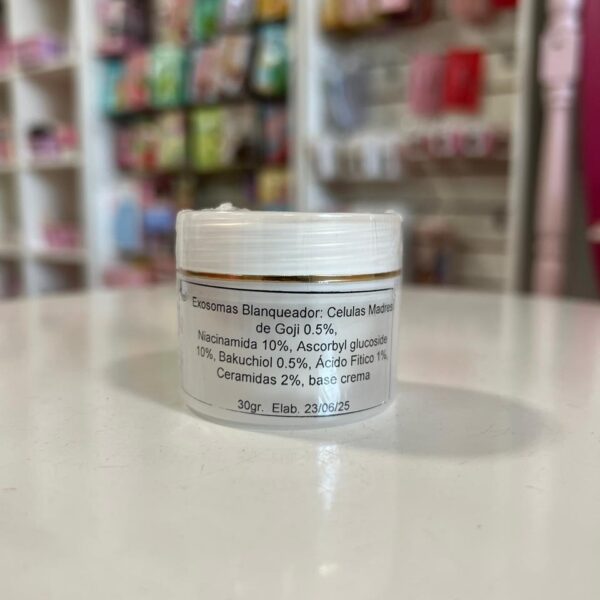 Exosomas Blanqueador: Celulas Madres
de Goji 0.5%,
Niacinamida 10%, Ascorbyl glucoside
10%, Bakuchiol 0.5%, Ácido Fitico 1%,
Ceramidas 2%, base crema
30gr. Elab. 23/06/25